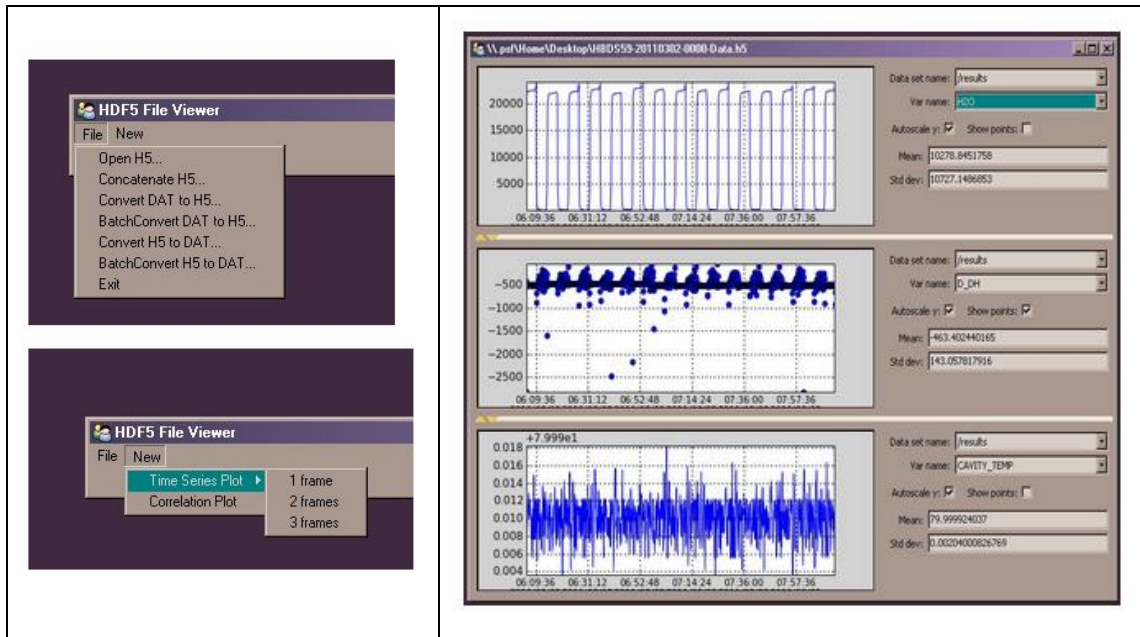 HDF5 File Viewer
File New
Open H5...
Concatenate H5...
Convert DAT to H5...
BatchConvert DAT to H5...
Convert H5 to DAT...
BatchConvert H5 to DAT...
Exit
HDF5 File Viewer
File New
Time Series Plot 1 frame
Correlation Plot 2 frames
3 frames
\\.psf\Home\Desktop\HBDS59-20110302-0000-Data.h5
20000
15000
10000
5000
06:09:36 06:31:12 06:52:48 07:14:24 07:36:00 07:57:36
Data set name: /results
Var name: H2O
Autoscale y: Show points:
Mean: 10278.8451758
Std dev: 10727.1486853
−500
−1000
−1500
−2000
−2500
06:09:36 06:31:12 06:52:48 07:14:24 07:36:00 07:57:36
Data set name: /results
Var name: D_DH
Autoscale y: Show points:
Mean: -463.402440165
Std dev: 143.057817916
+7.999e1
0.018
0.016
0.014
0.012
0.010
0.008
0.006
0.004
06:09:36 06:31:12 06:52:48 07:14:24 07:36:00 07:57:36
Data set name: /results
Var name: CAVITY_TEMP
Autoscale y: Show points:
Mean: 79.999924037
Std dev: 0.00204000826769